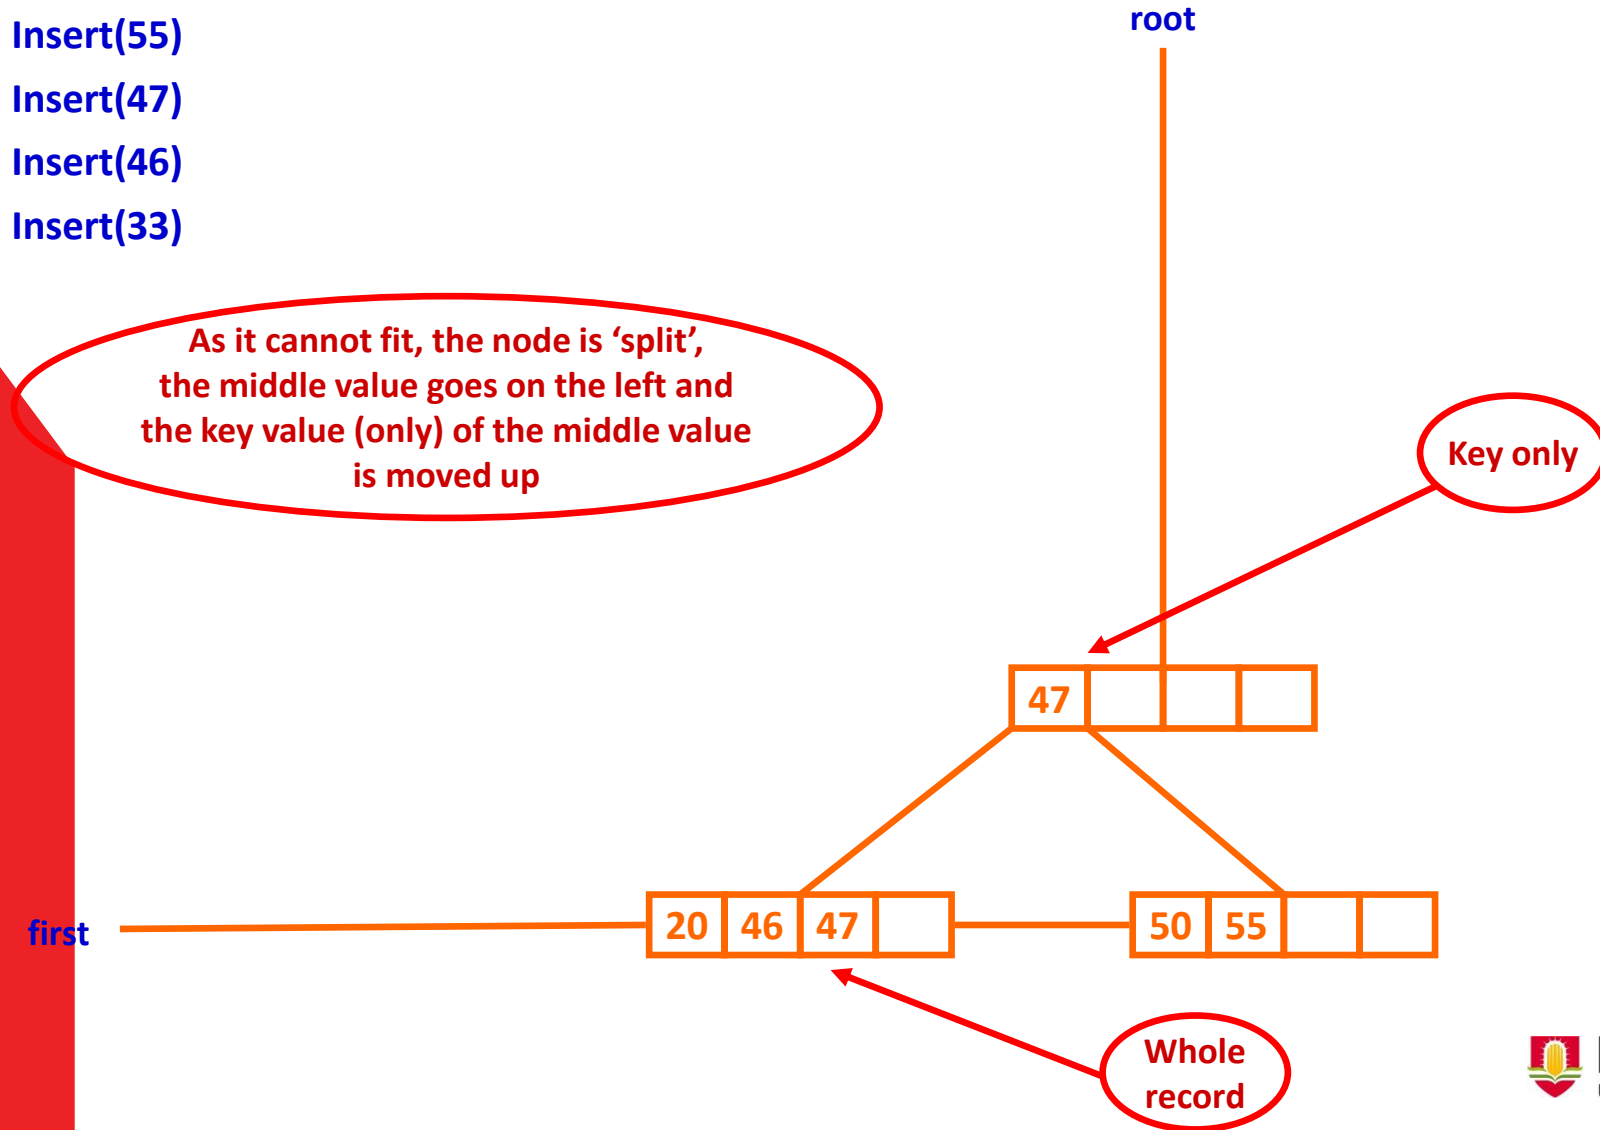 Insert(55)
root
Insert(47)
Insert(46)
Insert(33)
As it cannot fit, the node is ‘split’,
the middle value goes on the left and
the key value (only) of the middle value
is moved up
Key only
47
first
20 46 47 50 55
Whole
record